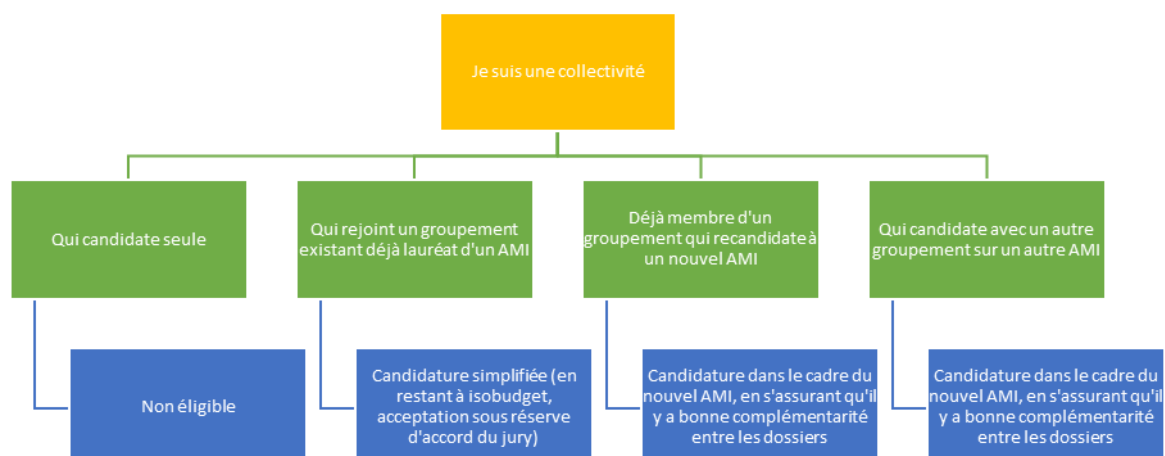 Je suis une collectivité
Qui candidate seule
Qui rejoint un groupement
existant déjà lauréat d'un AMI
Déjà membre d'un
groupement qui recandidate à
un nouvel AMI
Qui candidate avec un autre
groupement sur un autre AMI
Non éligible
Candidature simplifiée (en
restant à isobudget,
acceptation sous réserve
d'accord du jury)
Candidature dans le cadre du
nouvel AMI, en s'assurant qu'il
y a bonne complémentarité
entre les dossiers
Candidature dans le cadre du
nouvel AMI, en s'assurant qu'il
y a bonne complémentarité
entre les dossiers